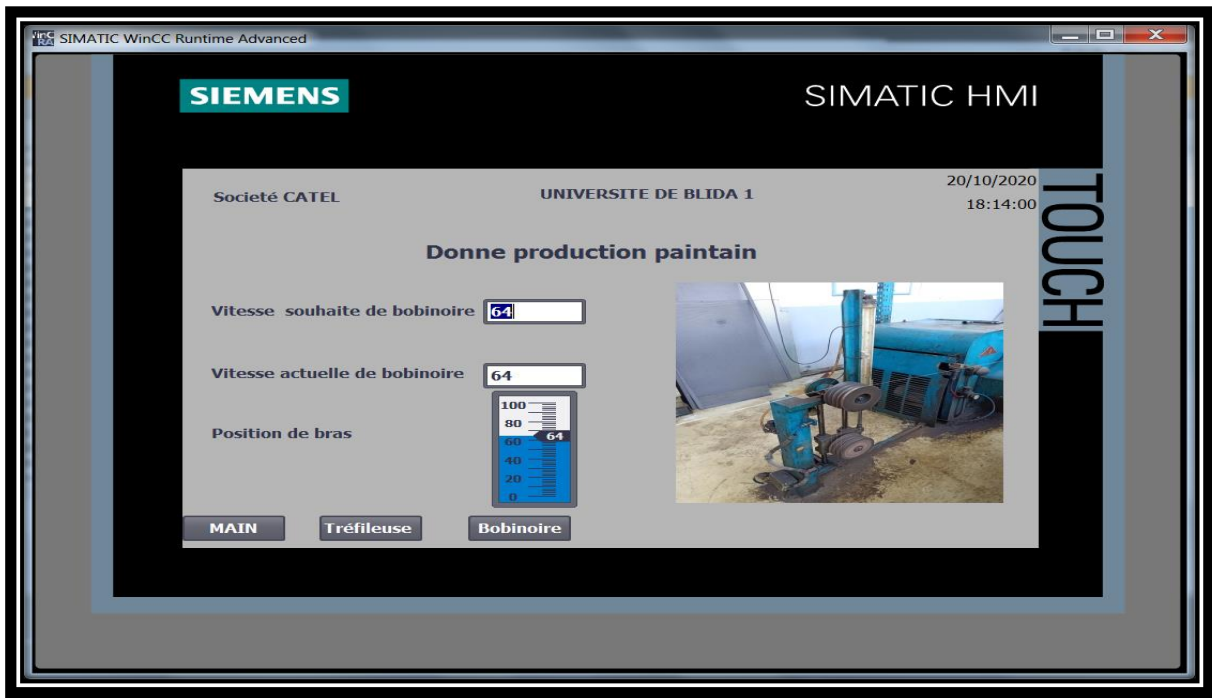 SIMATIC WinCC Runtime Advanced
SIEMENS
SIMATIC HMI
TOUCH
Societé CATEL
UNIVERSITE DE BLIDA 1
20/10/2020
18:14:00
Donne production paintain
Vitesse souhaite de bobinoire 64
Vitesse actuelle de bobinoire 64
Position de bras
100
80
64
60
40
20
0
MAIN Tréfileuse Bobinoire